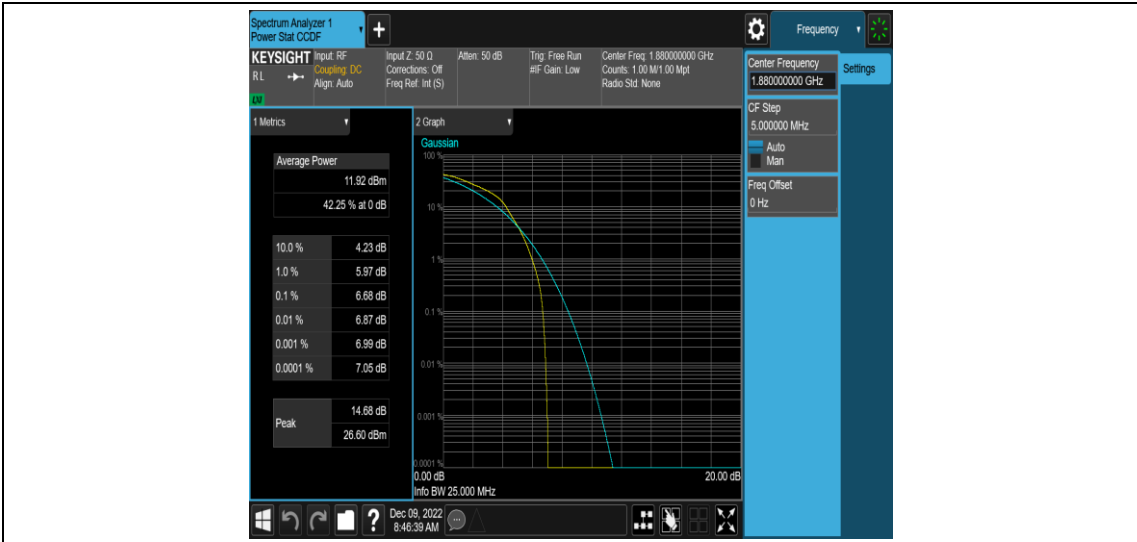 Spectrum Analyzer 1
Power Stat CCDF
+
Frequency
KEYSIGHT
R L
LXI
Input: RF
Coupling: DC
Align: Auto
Input Z: 50 Ω
Corrections: Off
Freq Ref: Int (S)
Atten: 50 dB
Trig: Free Run
#IF Gain: Low
Center Freq: 1.880000000 GHz
Counts: 1.00 M/1.00 Mpt
Radio Std: None
Center Frequency
1.880000000 GHz
Settings
CF Step
5.000000 MHz
Auto
Man
Freq Offset
0 Hz
1 Metrics
Average Power
11.92 dBm
42.25 % at 0 dB
10.0 % 4.23 dB
1.0 % 5.97 dB
0.1 % 6.68 dB
0.01 % 6.87 dB
0.001 % 6.99 dB
0.0001 % 7.05 dB
Peak
14.68 dB
26.60 dBm
2 Graph
Gaussian
100 %
10 %
1 %
0.1 %
0.01 %
0.001 %
0.0001 %
0.00 dB 20.00 dB
Info BW 25.000 MHz
?
Dec 09, 2022
8:46:39 AM